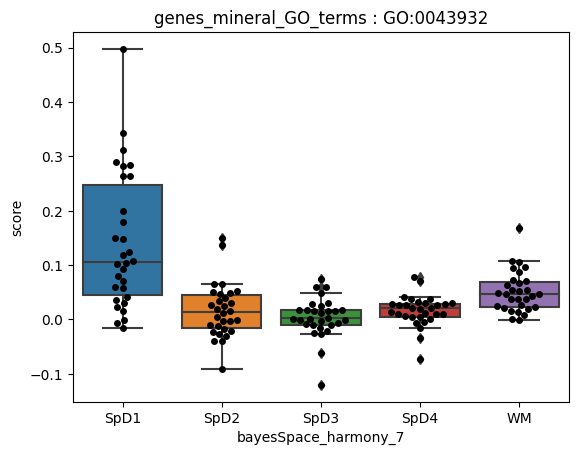 genes_mineral_GO_terms : GO:0043932
score
0.5
0.4
0.3
0.2
0.1
0.0
−0.1
SpD1 SpD2 SpD3 SpD4 WM
bayesSpace_harmony_7